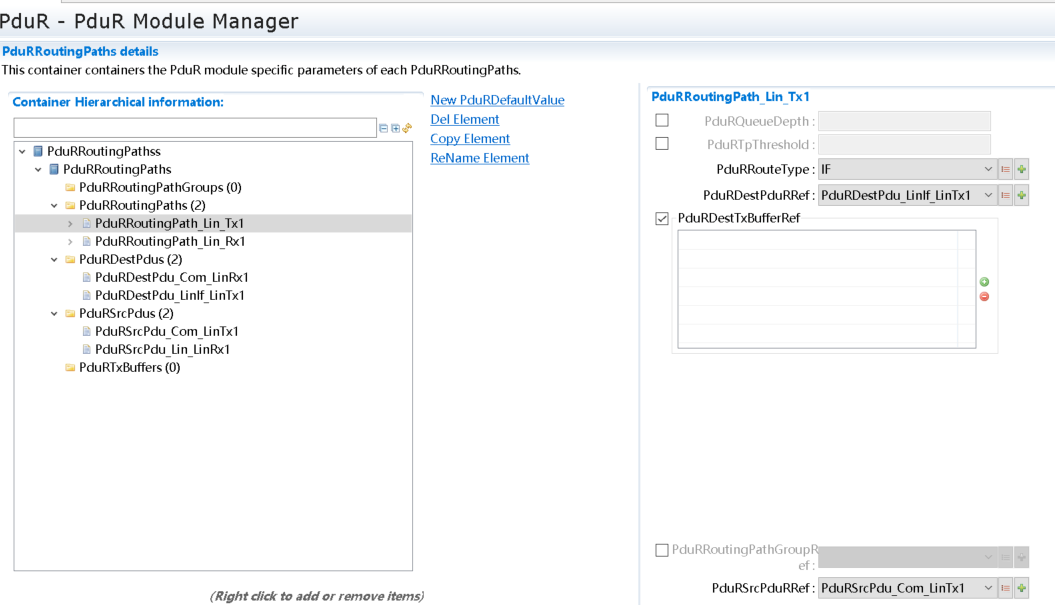 PduR - PduR Module Manager
PduRRoutingPaths details
This container containers the PduR module specific parameters of each PduRRoutingPaths.
Container Hierarchical information:
PduRRoutingPathss
PduRRoutingPaths
PduRRoutingPathGroups (0)
PduRRoutingPaths (2)
PduRRoutingPath_Lin_Tx1
PduRRoutingPath_Lin_Rx1
PduRDestPdus (2)
PduRDestPdu_Com_LinRx1
PduRDestPdu_LinIf_LinTx1
PduRSrcPdus (2)
PduRSrcPdu_Com_LinTx1
PduRSrcPdu_Lin_LinRx1
PduRTxBuffers (0)
(Right click to add or remove items)
New PduRDefaultValue
Del Element
Copy Element
ReName Element
PduRRoutingPath_Lin_Tx1
PduRQueueDepth :
PduRTpThreshold :
PduRRouteType : IF
PduRDestPduRRef : PduRDestPdu_LinIf_LinTx1
PduRDestTxBufferRef
PduRRoutingPathGroupR
ef :
PduRSrcPduRRef : PduRSrcPdu_Com_LinTx1